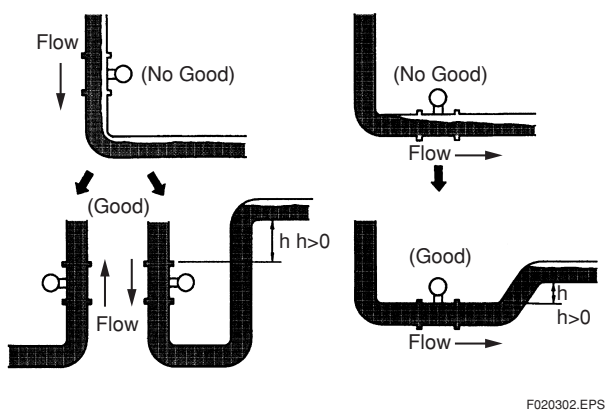 Flow
(No Good)
(No Good)
Flow
(Good)
h h>0
Flow
(Good)
h
h>0
Flow
F020302.EPS